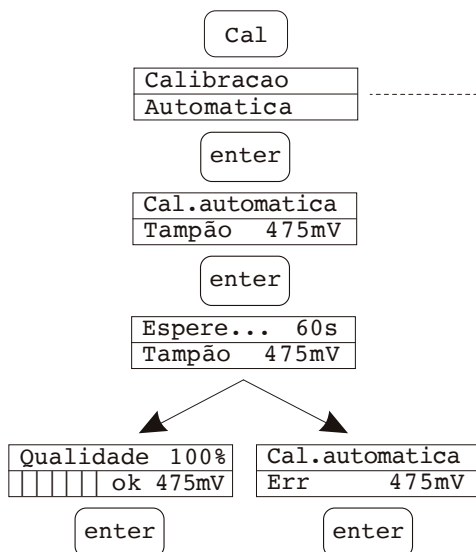 Cal
Calibracao
Automatica
enter
Cal.automatica
Tampão 475mV
enter
Espere... 60s
Tampão 475mV
Qualidade 100%
ok 475mV
Cal.automatica
Err 475mV
enter
enter